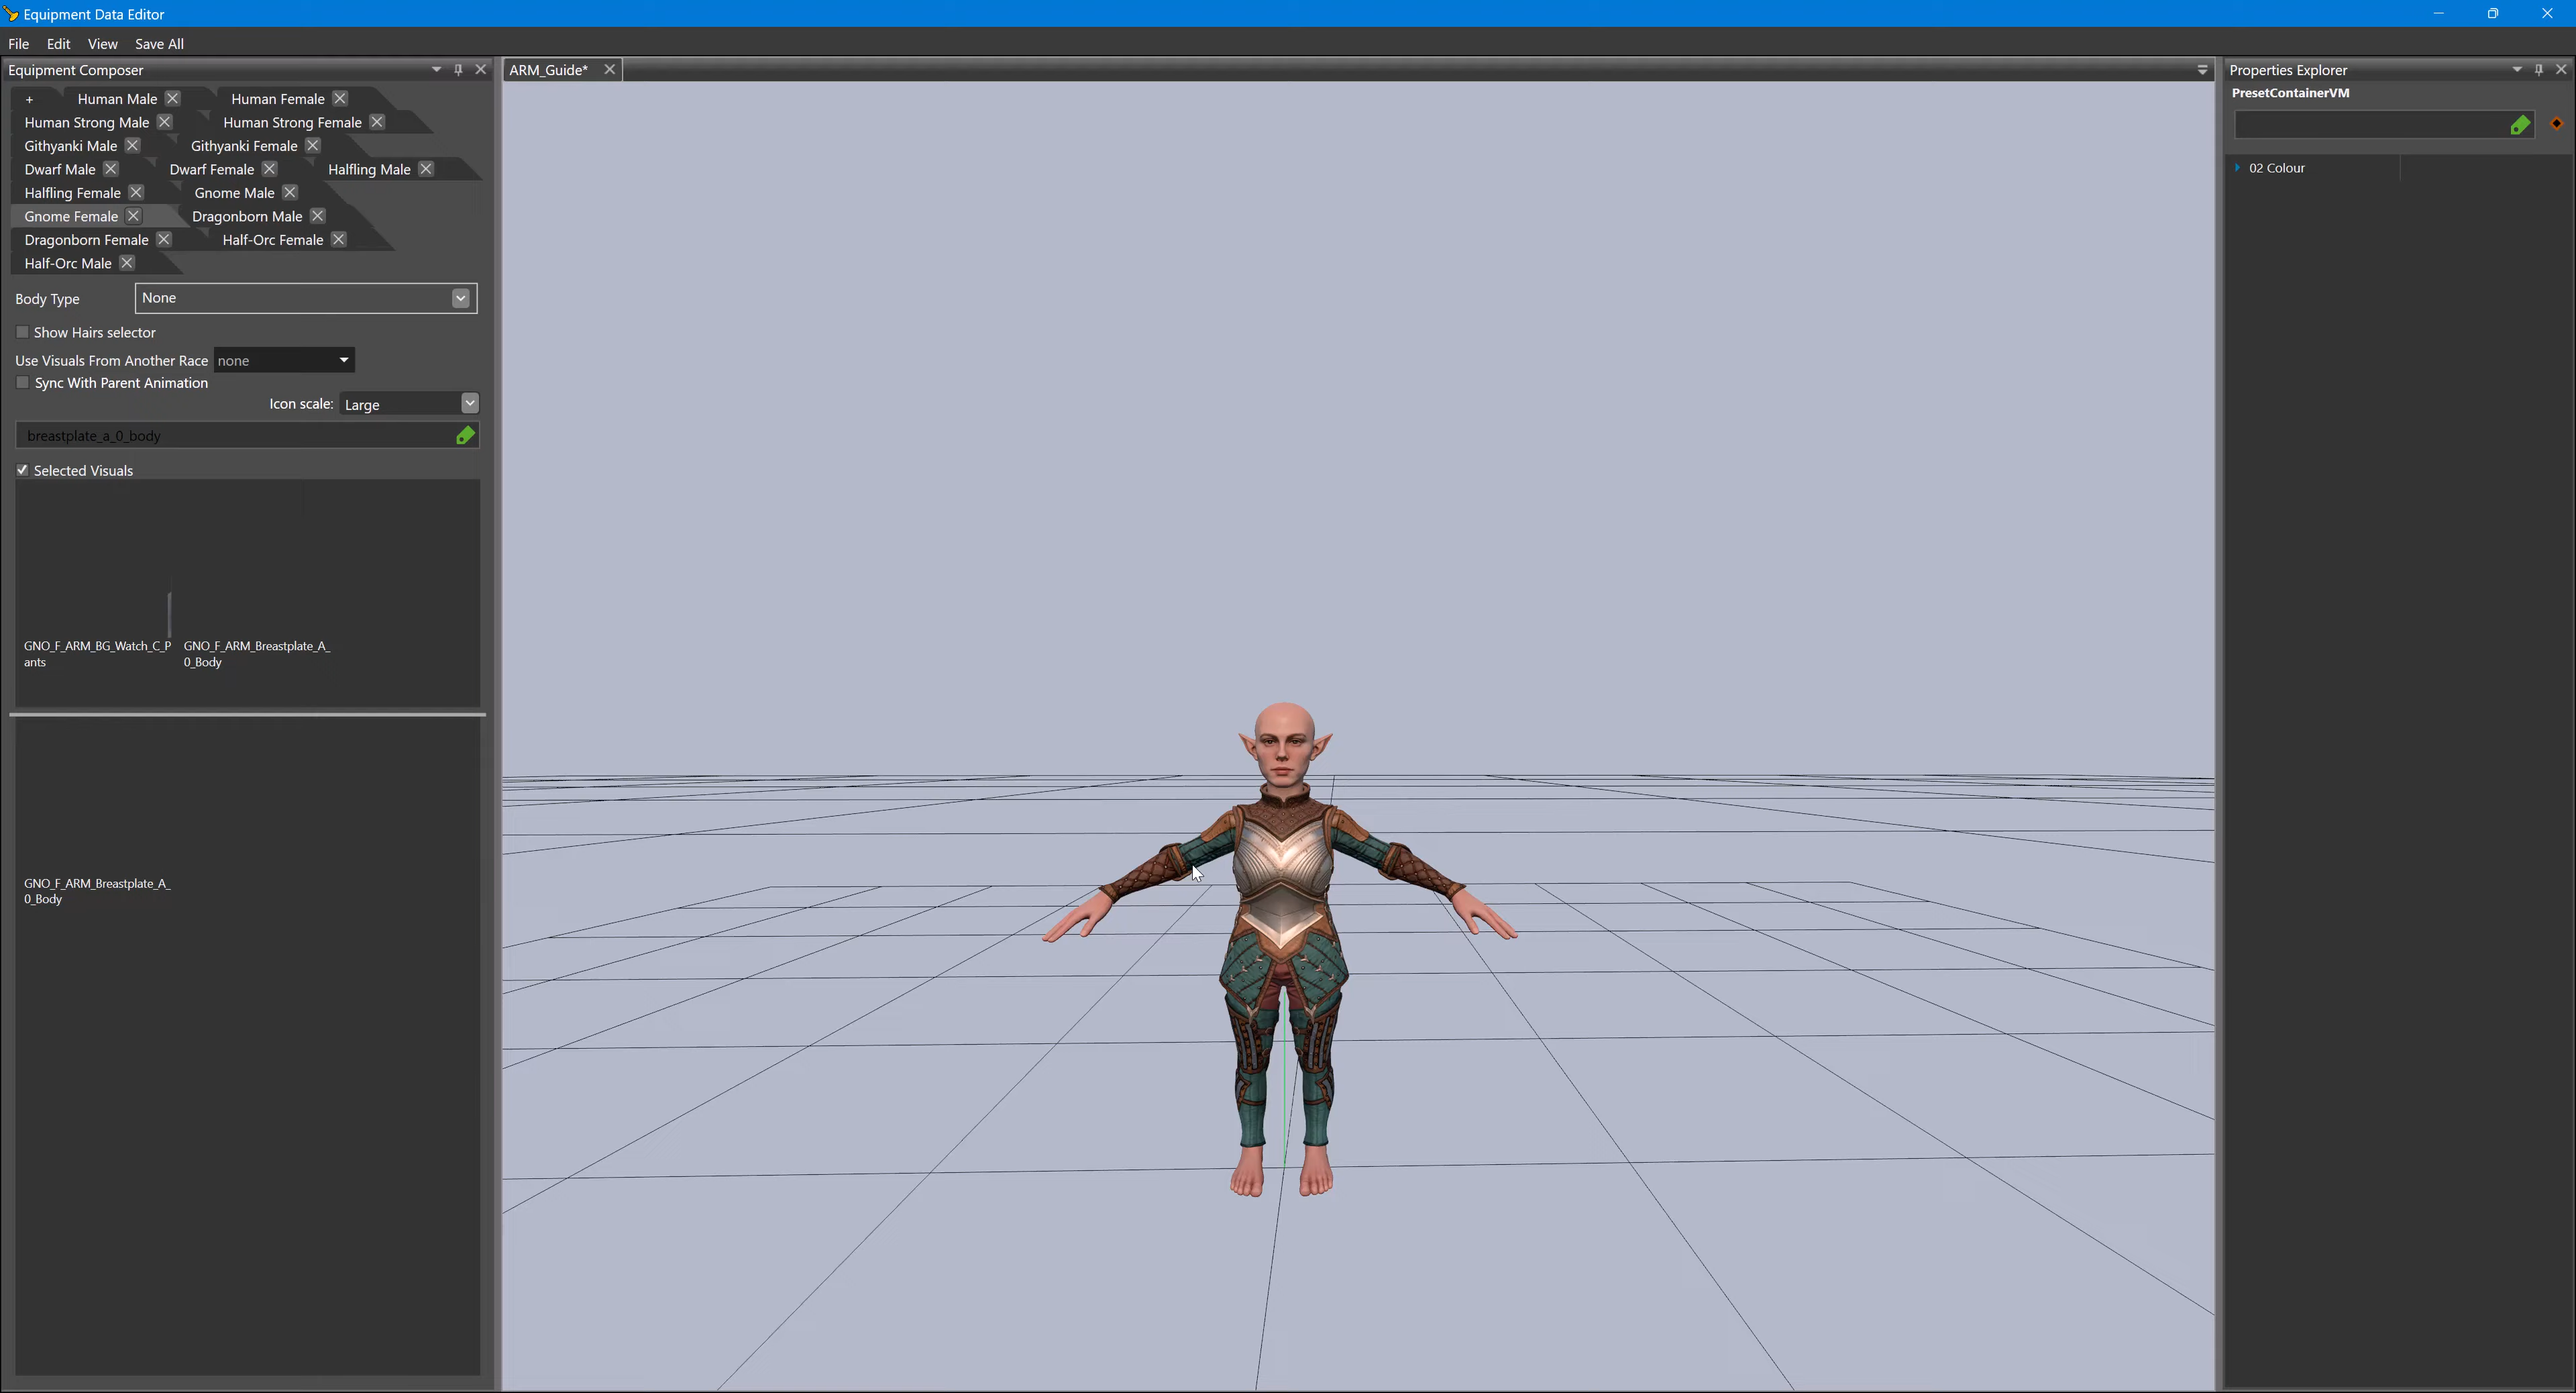 Equipment Data Editor
File Edit View Save All
Equipment Composer
ARM_Guide*
Properties Explorer
PresetContainerVM
+ Human Male Human Female
Human Strong Male Human Strong Female
Githyanki Male Githyanki Female
Dwarf Male Dwarf Female Halfling Male
Halfling Female Gnome Male
Gnome Female Dragonborn Male
Dragonborn Female Half-Orc Female
Half-Orc Male
Body Type None
Show Hairs selector
Use Visuals From Another Race none
Sync With Parent Animation
Icon scale: Large
breastplate_a_0_body
Selected Visuals
GNO_F_ARM_BG_Watch_C_P
ants
GNO_F_ARM_Breastplate_A_
0_Body
GNO_F_ARM_Breastplate_A_
0_Body
02 Colour